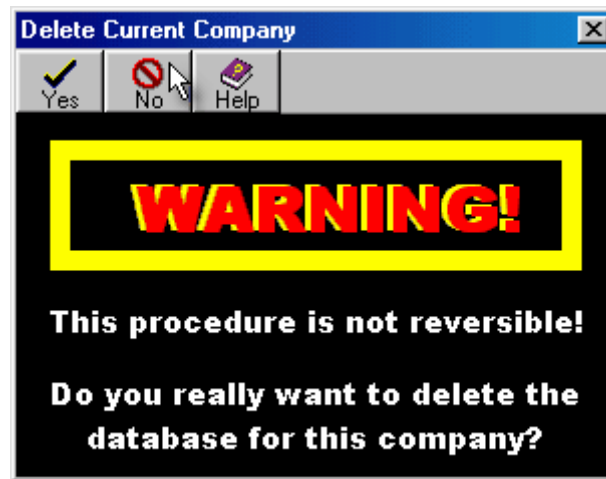 Delete Current Company
Yes No Help
WARNING!
This procedure is not reversible!
Do you really want to delete the
database for this company?